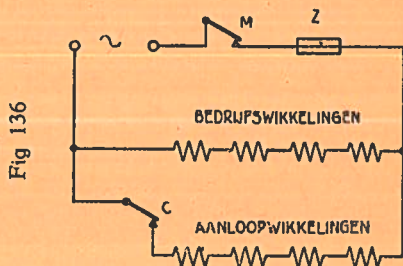 M
Z
BEDRIJFSWIKKELINGEN
Fig 136
C
AANLOOPWIKKELINGEN